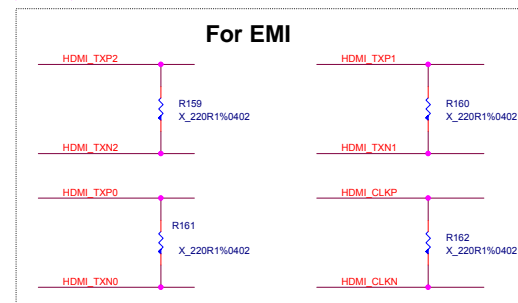 For EMI
HDMI_TXP2
HDMI_TXP1
R159
X_220R1%0402
R160
X_220R1%0402
HDMI_TXN2
HDMI_TXN1
HDMI_TXP0
HDMI_CLKP
R161
X_220R1%0402
R162
X_220R1%0402
HDMI_TXN0
HDMI_CLKN